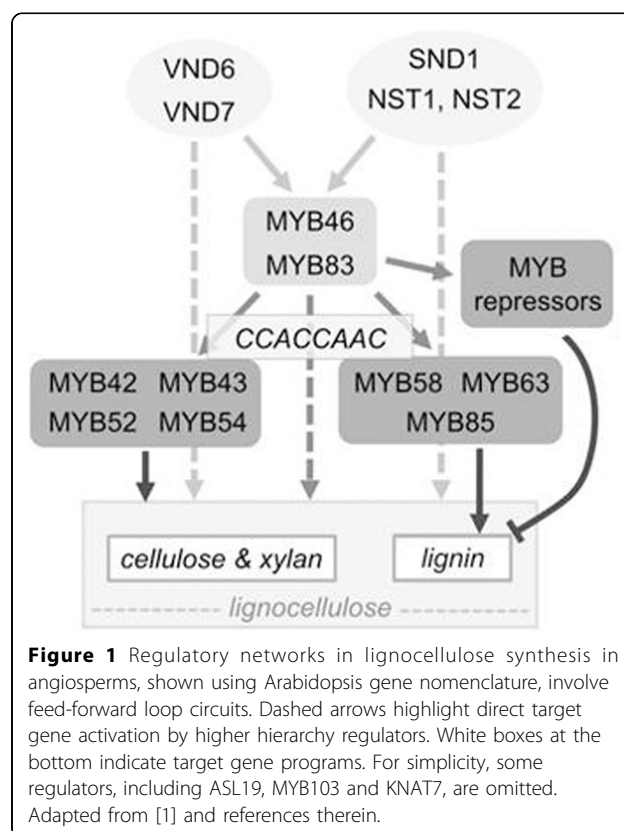 VND6
VND7
SND1
NST1, NST2
MYB46
MYB83
MYB
repressors
CCACCAAC
MYB42 MYB43
MYB52 MYB54
MYB58 MYB63
MYB85
cellulose & xylan
lignin
lignocellulose
Figure 1 Regulatory networks in lignocellulose synthesis in
angiosperms, shown using Arabidopsis gene nomenclature, involve
feed-forward loop circuits. Dashed arrows highlight direct target
gene activation by higher hierarchy regulators. White boxes at the
bottom indicate target gene programs. For simplicity, some
regulators, including ASL19, MYB103 and KNAT7, are omitted.
Adapted from [1] and references therein.